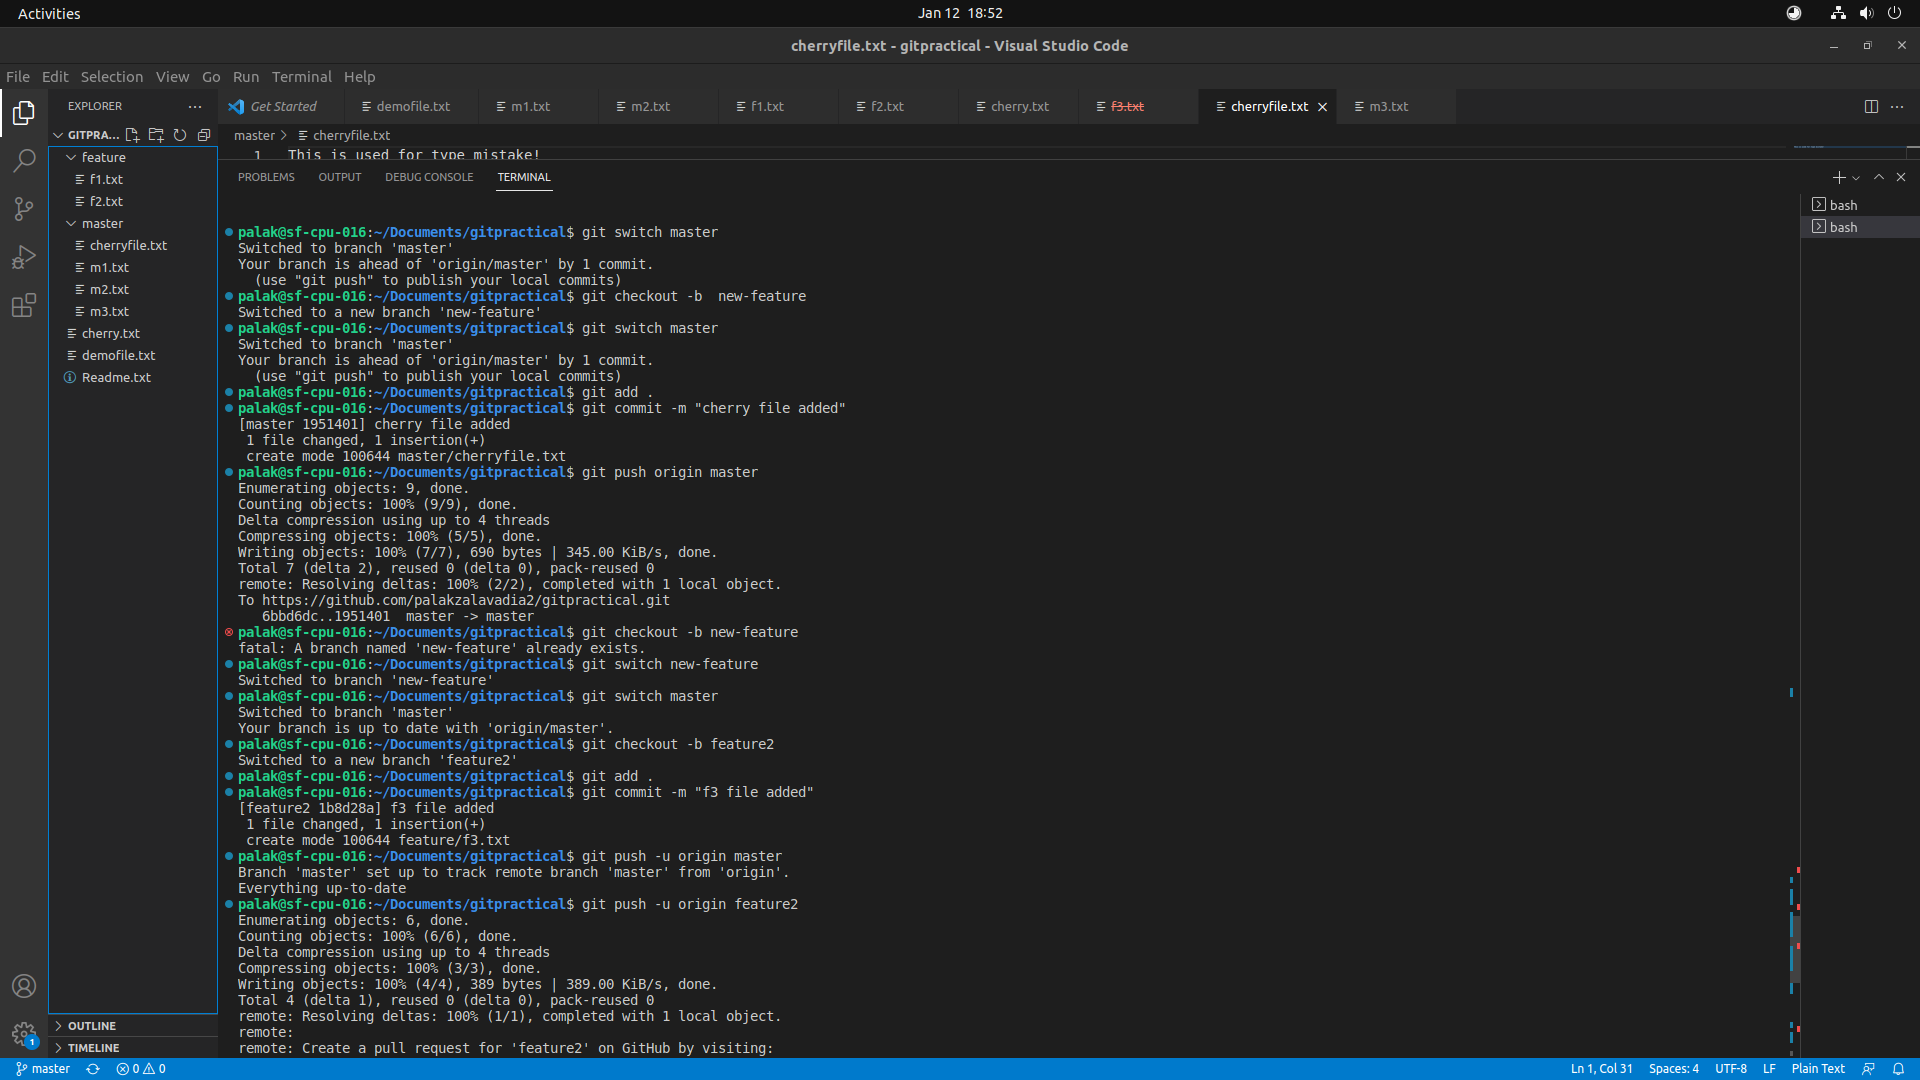 Activities
Jan 12 18:52
cherryfile.txt - gitpractical - Visual Studio Code
File Edit Selection View Go Run Terminal Help
EXPLORER
Get Started demofile.txt m1.txt m2.txt f1.txt f2.txt cherry.txt f3.txt cherryfile.txt m3.txt
GITPRA...
feature
f1.txt
f2.txt
master
cherryfile.txt
m1.txt
m2.txt
m3.txt
cherry.txt
demofile.txt
Readme.txt
OUTLINE
TIMELINE
master > cherryfile.txt
1 This is used for type mistake!
PROBLEMS OUTPUT DEBUG CONSOLE TERMINAL
bash
bash
palak@sf-cpu-016:~/Documents/gitpractical$ git switch master
Switched to branch 'master'
Your branch is ahead of 'origin/master' by 1 commit.
(use "git push" to publish your local commits)
palak@sf-cpu-016:~/Documents/gitpractical$ git checkout -b  new-feature
Switched to a new branch 'new-feature'
palak@sf-cpu-016:~/Documents/gitpractical$ git switch master
Switched to branch 'master'
Your branch is ahead of 'origin/master' by 1 commit.
(use "git push" to publish your local commits)
palak@sf-cpu-016:~/Documents/gitpractical$ git add .
palak@sf-cpu-016:~/Documents/gitpractical$ git commit -m "cherry file added"
[master 1951401] cherry file added
1 file changed, 1 insertion(+)
create mode 100644 master/cherryfile.txt
palak@sf-cpu-016:~/Documents/gitpractical$ git push origin master
Enumerating objects: 9, done.
Counting objects: 100% (9/9), done.
Delta compression using up to 4 threads
Compressing objects: 100% (5/5), done.
Writing objects: 100% (7/7), 690 bytes | 345.00 KiB/s, done.
Total 7 (delta 2), reused 0 (delta 0), pack-reused 0
remote: Resolving deltas: 100% (2/2), completed with 1 local object.
To https://github.com/palakzalavadia2/gitpractical.git
6bbd6dc..1951401  master -> master
palak@sf-cpu-016:~/Documents/gitpractical$ git checkout -b new-feature
fatal: A branch named 'new-feature' already exists.
palak@sf-cpu-016:~/Documents/gitpractical$ git switch new-feature
Switched to branch 'new-feature'
palak@sf-cpu-016:~/Documents/gitpractical$ git switch master
Switched to branch 'master'
Your branch is up to date with 'origin/master'.
palak@sf-cpu-016:~/Documents/gitpractical$ git checkout -b feature2
Switched to a new branch 'feature2'
palak@sf-cpu-016:~/Documents/gitpractical$ git add .
palak@sf-cpu-016:~/Documents/gitpractical$ git commit -m "f3 file added"
[feature2 1b8d28a] f3 file added
1 file changed, 1 insertion(+)
create mode 100644 feature/f3.txt
palak@sf-cpu-016:~/Documents/gitpractical$ git push -u origin master
Branch 'master' set up to track remote branch 'master' from 'origin'.
Everything up-to-date
palak@sf-cpu-016:~/Documents/gitpractical$ git push -u origin feature2
Enumerating objects: 6, done.
Counting objects: 100% (6/6), done.
Delta compression using up to 4 threads
Compressing objects: 100% (3/3), done.
Writing objects: 100% (4/4), 389 bytes | 389.00 KiB/s, done.
Total 4 (delta 1), reused 0 (delta 0), pack-reused 0
remote: Resolving deltas: 100% (1/1), completed with 1 local object.
remote:
remote: Create a pull request for 'feature2' on GitHub by visiting:
1
master 0 0
Ln 1, Col 31 Spaces: 4 UTF-8 LF Plain Text